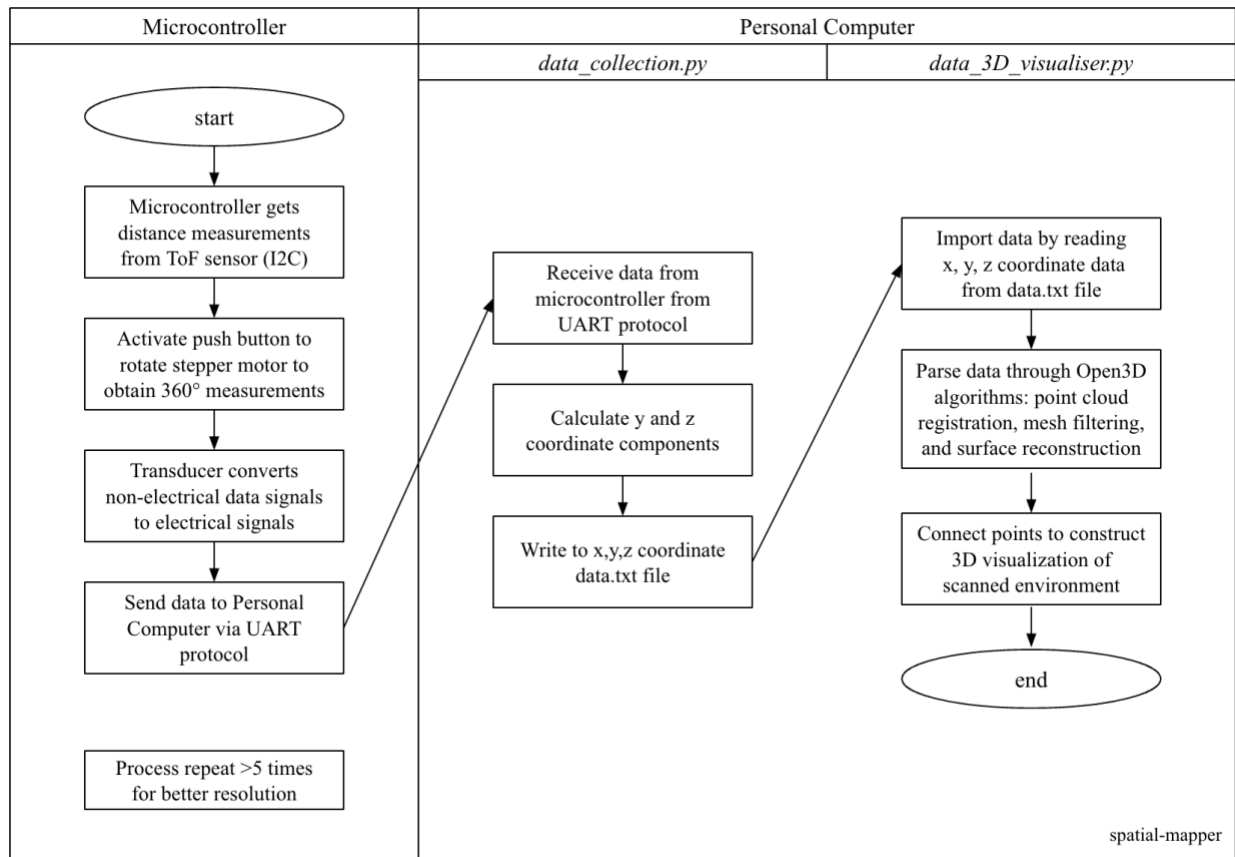 Microcontroller
Personal Computer
data_collection.py
data_3D_visualiser.py
start
Microcontroller gets
distance measurements
from ToF sensor (I2C)
Activate push button to
rotate stepper motor to
obtain 360° measurements
Transducer converts
non-electrical data signals
to electrical signals
Send data to Personal
Computer via UART
protocol
Process repeat >5 times
for better resolution
Receive data from
microcontroller from
UART protocol
Calculate y and z
coordinate components
Write to x,y,z coordinate
data.txt file
Import data by reading
x, y, z coordinate data
from data.txt file
Parse data through Open3D
algorithms: point cloud
registration, mesh filtering,
and surface reconstruction
Connect points to construct
3D visualization of
scanned environment
end
spatial-mapper